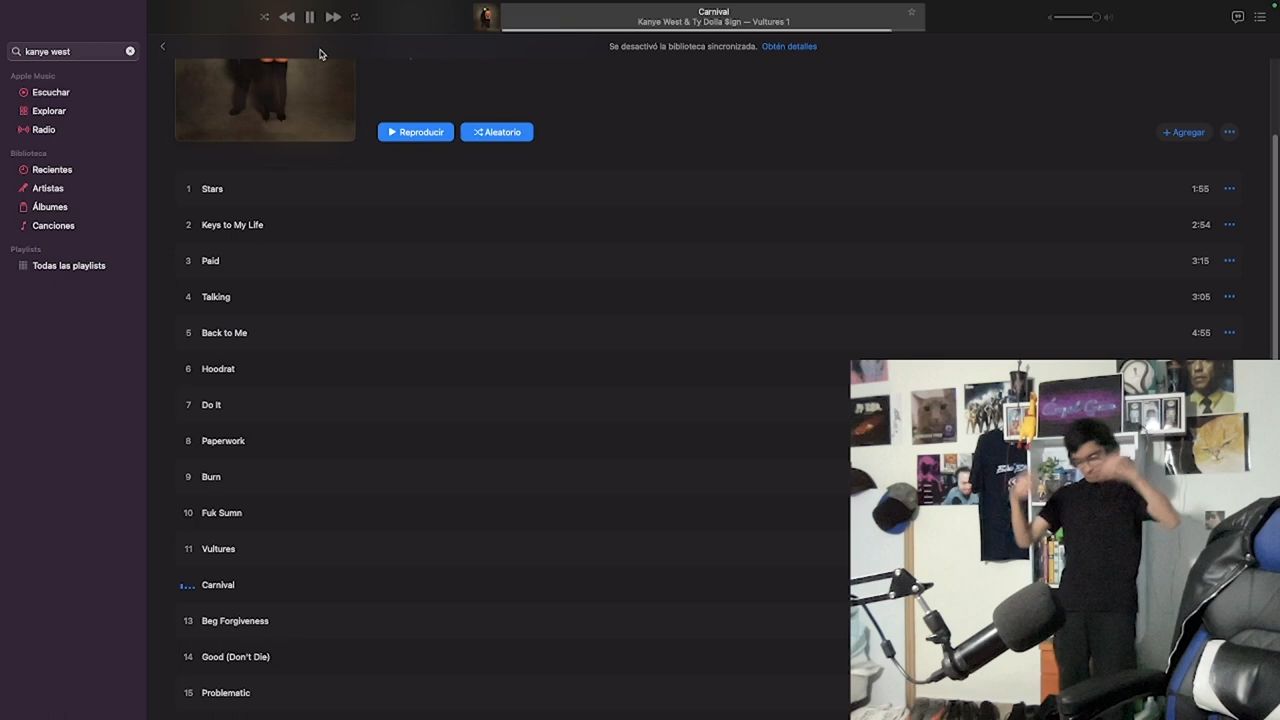 Carnival
Kanye West & Ty Dolla $ign — Vultures 1
kanye west
Se desactivó la biblioteca sincronizada. Obtén detalles
Apple Music
Escuchar
Explorar
Radio
Biblioteca
Recientes
Artistas
Álbumes
Canciones
Playlists
Todas las playlists
Reproducir
Aleatorio
+ Agregar
1 Stars 1:55
2 Keys to My Life 2:54
3 Paid 3:15
4 Talking 3:05
5 Back to Me 4:55
6 Hoodrat
7 Do It
8 Paperwork
9 Burn
10 Fuk Sumn
11 Vultures
Carnival
13 Beg Forgiveness
14 Good (Don't Die)
15 Problematic